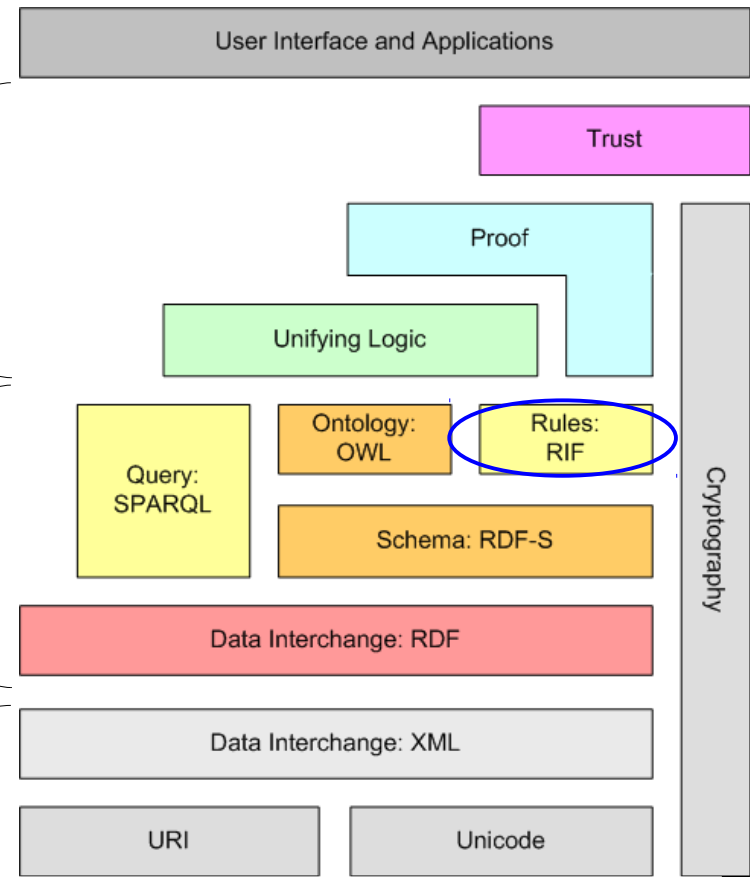 User Interface and Applications
Trust
Proof
Unifying Logic
Query:
SPARQL
Ontology:
OWL
Rules:
RIF
Schema: RDF-S
Cryptography
Data Interchange: RDF
Data Interchange: XML
URI
Unicode